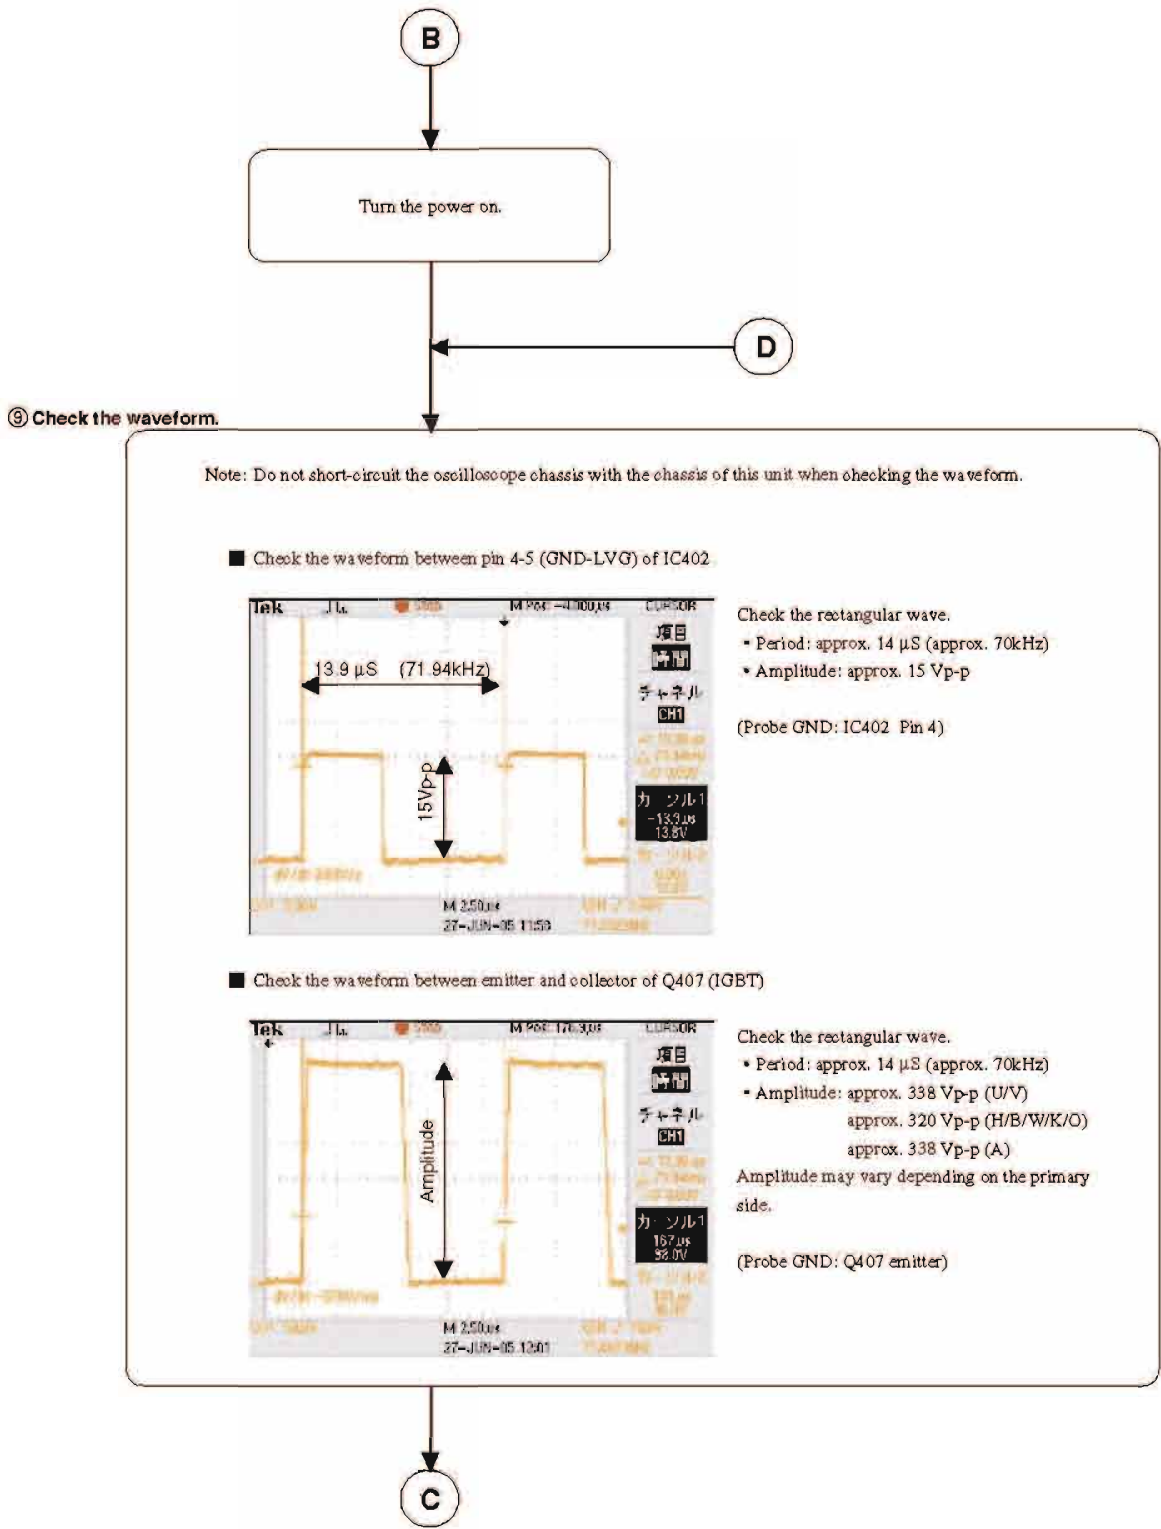 B
Turn the power on.
D
⑨ Check the waveform.
Note: Do not short-circuit the oscilloscope chassis with the chassis of this unit when checking the waveform.
■ Check the waveform between pin 4-5 (GND-LVG) of IC402
Tek
M Pos: -4.000µs
CURSOR
項目
時間
チャネル
CH1
カーソル1
-13.9µs
13.8V
13.9 µS (71.94kHz)
15Vp-p
M 2.50µs
27-JUN-05 11:58
Check the rectangular wave.
• Period: approx. 14 µS (approx. 70kHz)
• Amplitude: approx. 15 Vp-p
(Probe GND: IC402 Pin 4)
■ Check the waveform between emitter and collector of Q407 (IGBT)
Tek
CURSOR
項目
時間
チャネル
CH1
カーソル1
167µs
98.0V
Amplitude
M 2.50µs
27-JUN-05 12:01
Check the rectangular wave.
• Period: approx. 14 µS (approx. 70kHz)
• Amplitude: approx. 338 Vp-p (U/V)
approx. 320 Vp-p (H/B/W/K/O)
approx. 338 Vp-p (A)
Amplitude may vary depending on the primary
side.
(Probe GND: Q407 emitter)
C